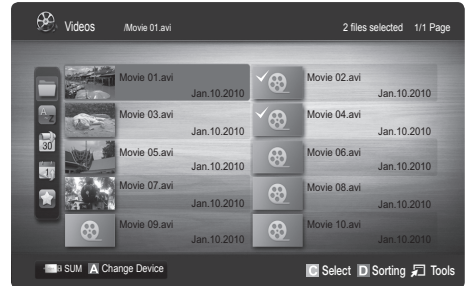 Videos /Movie 01.avi 2 files selected 1/1 Page
Movie 01.avi Movie 02.avi
Jan.10.2010 Jan.10.2010
Movie 03.avi Movie 04.avi
Jan.10.2010 Jan.10.2010
Movie 05.avi Movie 06.avi
Jan.10.2010 Jan.10.2010
Movie 07.avi Movie 08.avi
Jan.10.2010 Jan.10.2010
Movie 09.avi Movie 10.avi
Jan.10.2010 Jan.10.2010
A Z
30
1
SUM A Change Device C Select D Sorting Tools